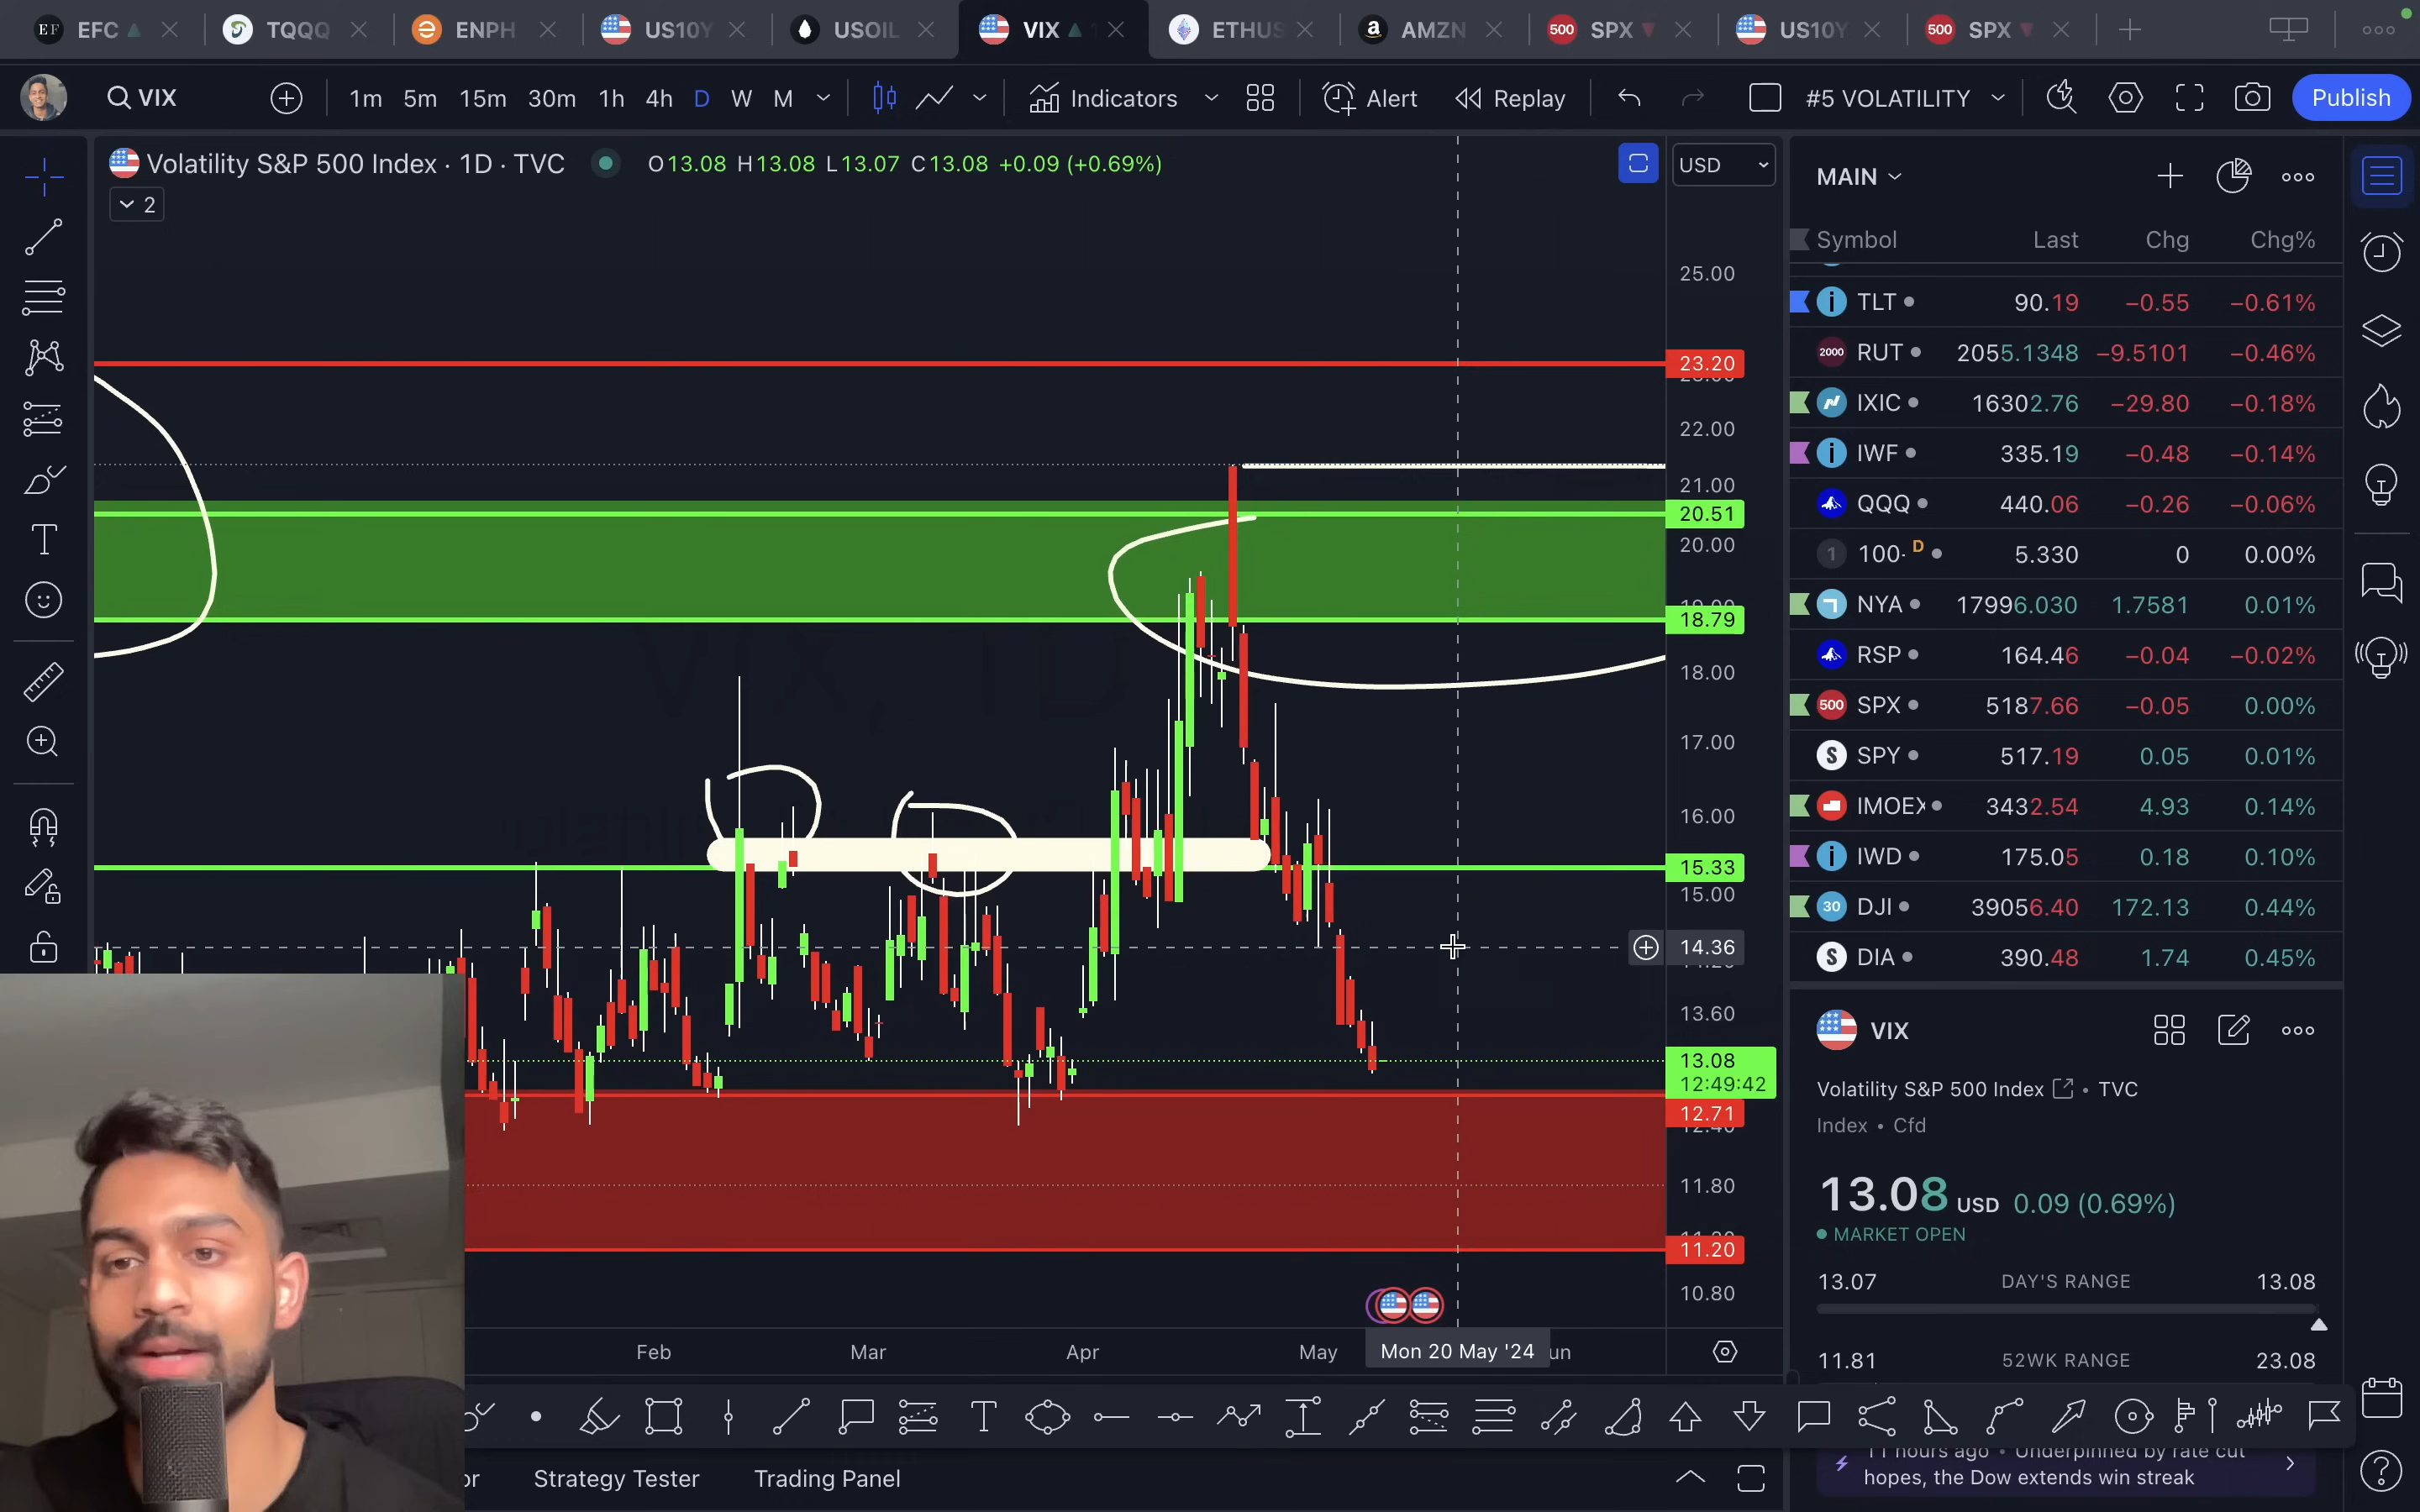 EF EFC TQQQ ENPH US10Y USOIL VIX ETHUS AMZN 500 SPX US10Y 500 SPX
VIX 1m 5m 15m 30m 1h 4h D W M Indicators Alert Replay #5 VOLATILITY Publish
Volatility S&P 500 Index · 1D · TVC O13.08 H13.08 L13.07 C13.08 +0.09 (+0.69%)
USD
2
MAIN
Symbol Last Chg Chg%
TLT 90.19 −0.55 −0.61%
2000 RUT 2055.1348 −9.5101 −0.46%
IXIC 16302.76 −29.80 −0.18%
IWF 335.19 −0.48 −0.14%
QQQ 440.06 −0.26 −0.06%
1 100- D 5.330 0 0.00%
NYA 17996.030 1.7581 0.01%
RSP 164.46 −0.04 −0.02%
500 SPX 5187.66 −0.05 0.00%
S SPY 517.19 0.05 0.01%
IMOEX 3432.54 4.93 0.14%
IWD 175.05 0.18 0.10%
30 DJI 39056.40 172.13 0.44%
S DIA 390.48 1.74 0.45%
25.00
23.20
22.00
21.00
20.51
20.00
18.79
18.00
17.00
16.00
15.33
15.00
14.36
13.60
13.08
12:49:42
12.71
11.80
11.20
10.80
VIX, 1D
Feb Mar Apr May Mon 20 May '24 un
VIX
Volatility S&P 500 Index • TVC
Index • Cfd
13.08 USD 0.09 (0.69%)
MARKET OPEN
13.07 DAY'S RANGE 13.08
11.81 52WK RANGE 23.08
11 hours ago • Underpinned by rate cut
hopes, the Dow extends win streak
or Strategy Tester Trading Panel